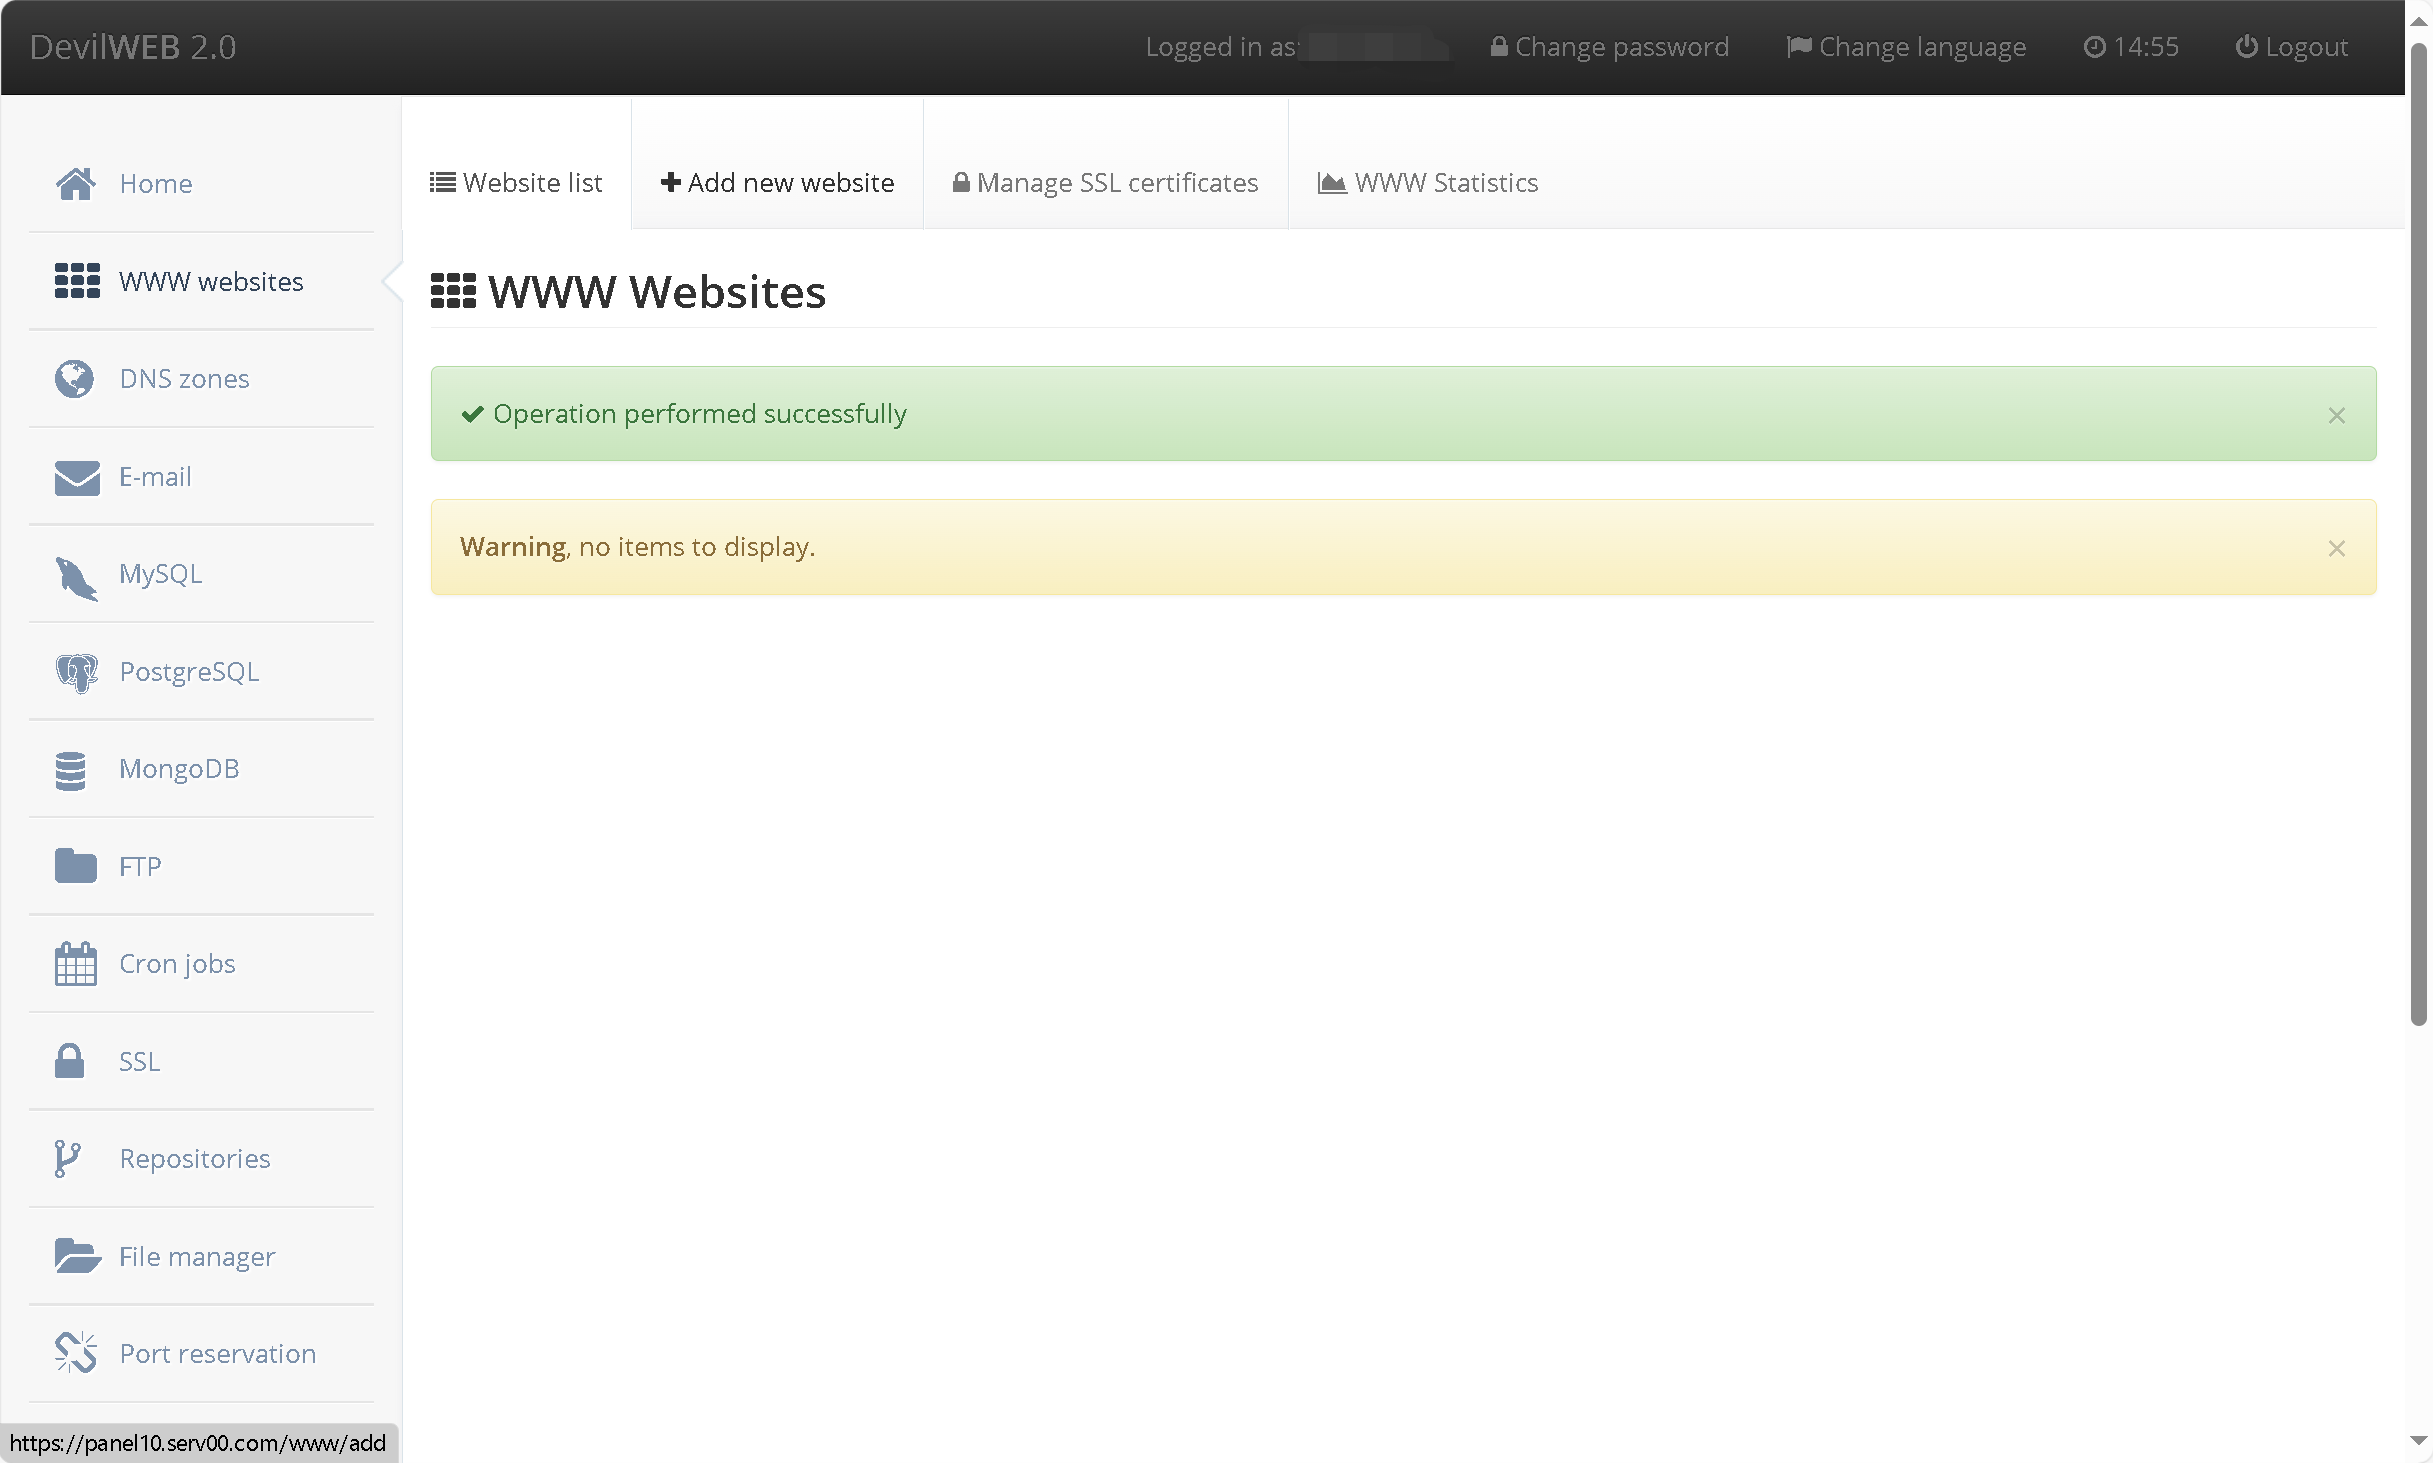 DevilWEB 2.0
Logged in as:
Change password
Change language
14:55
Logout
Home
WWW websites
DNS zones
E-mail
MySQL
PostgreSQL
MongoDB
FTP
Cron jobs
SSL
Repositories
File manager
Port reservation
Website list
Add new website
Manage SSL certificates
WWW Statistics
WWW Websites
Operation performed successfully
×
Warning, no items to display.
×
https://panel10.serv00.com/www/add